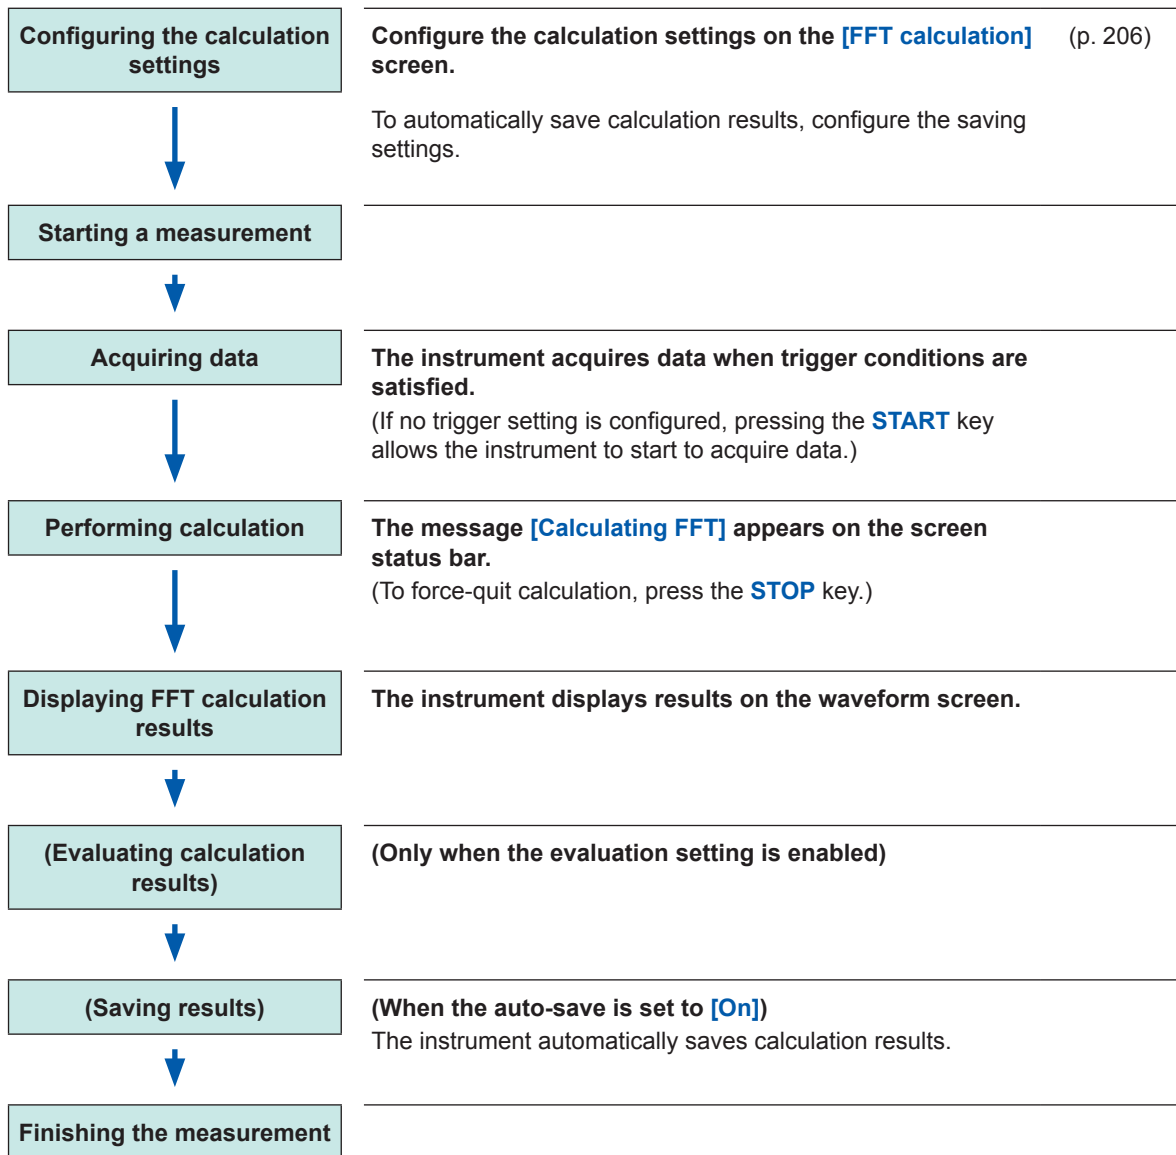 Configuring the calculation
settings
Configure the calculation settings on the [FFT calculation] (p. 206)
screen.
To automatically save calculation results, configure the saving
settings.
Starting a measurement
Acquiring data
The instrument acquires data when trigger conditions are
satisfied.
(If no trigger setting is configured, pressing the START key
allows the instrument to start to acquire data.)
Performing calculation
The message [Calculating FFT] appears on the screen
status bar.
(To force-quit calculation, press the STOP key.)
Displaying FFT calculation
results
The instrument displays results on the waveform screen.
(Evaluating calculation
results)
(Only when the evaluation setting is enabled)
(Saving results)
(When the auto-save is set to [On])
The instrument automatically saves calculation results.
Finishing the measurement